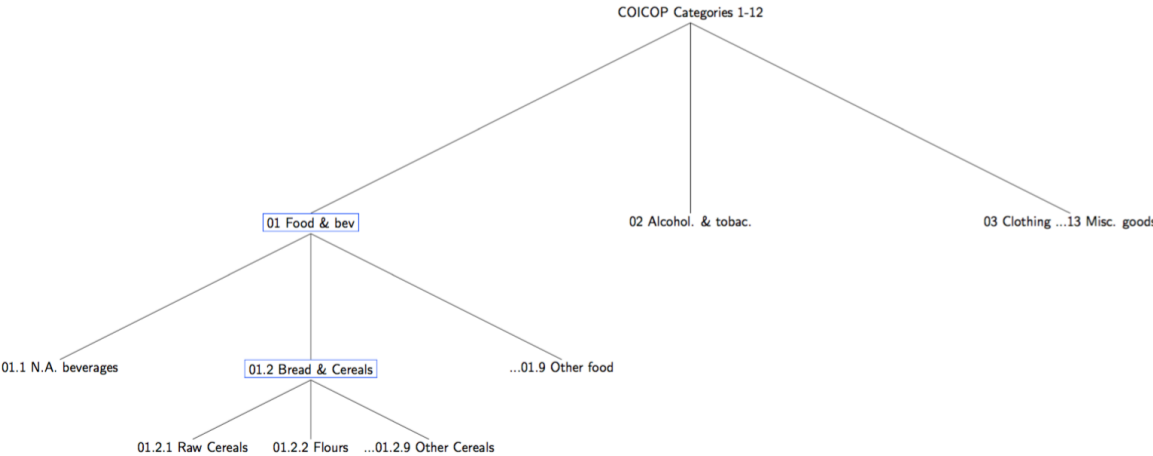 COICOP Categories 1-12
01 Food & bev
02 Alcohol. & tobac.
03 Clothing ...13 Misc. goods
01.1 N.A. beverages
01.2 Bread & Cereals
...01.9 Other food
01.2.1 Raw Cereals
01.2.2 Flours
...01.2.9 Other Cereals